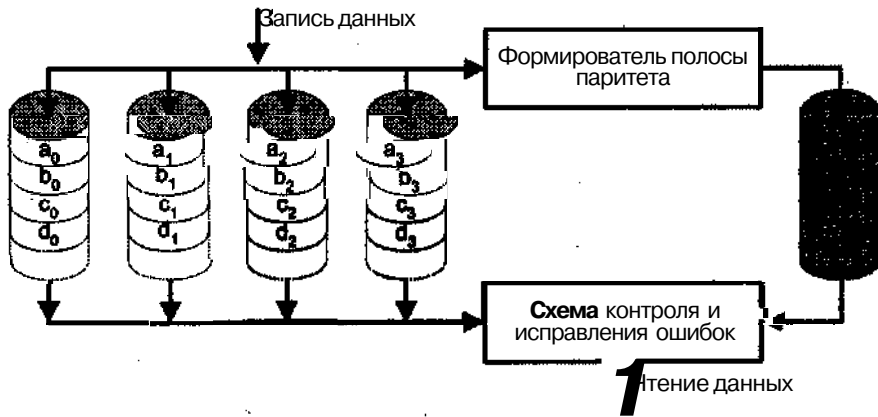 Запись данных
Формирователь полосы
паритета
a0 a1 a2 a3
b0 b1 b2 b3
c0 c1 c2 c3
d0 d1 d2 d3
Схема контроля и
исправления ошибок
1тение данных